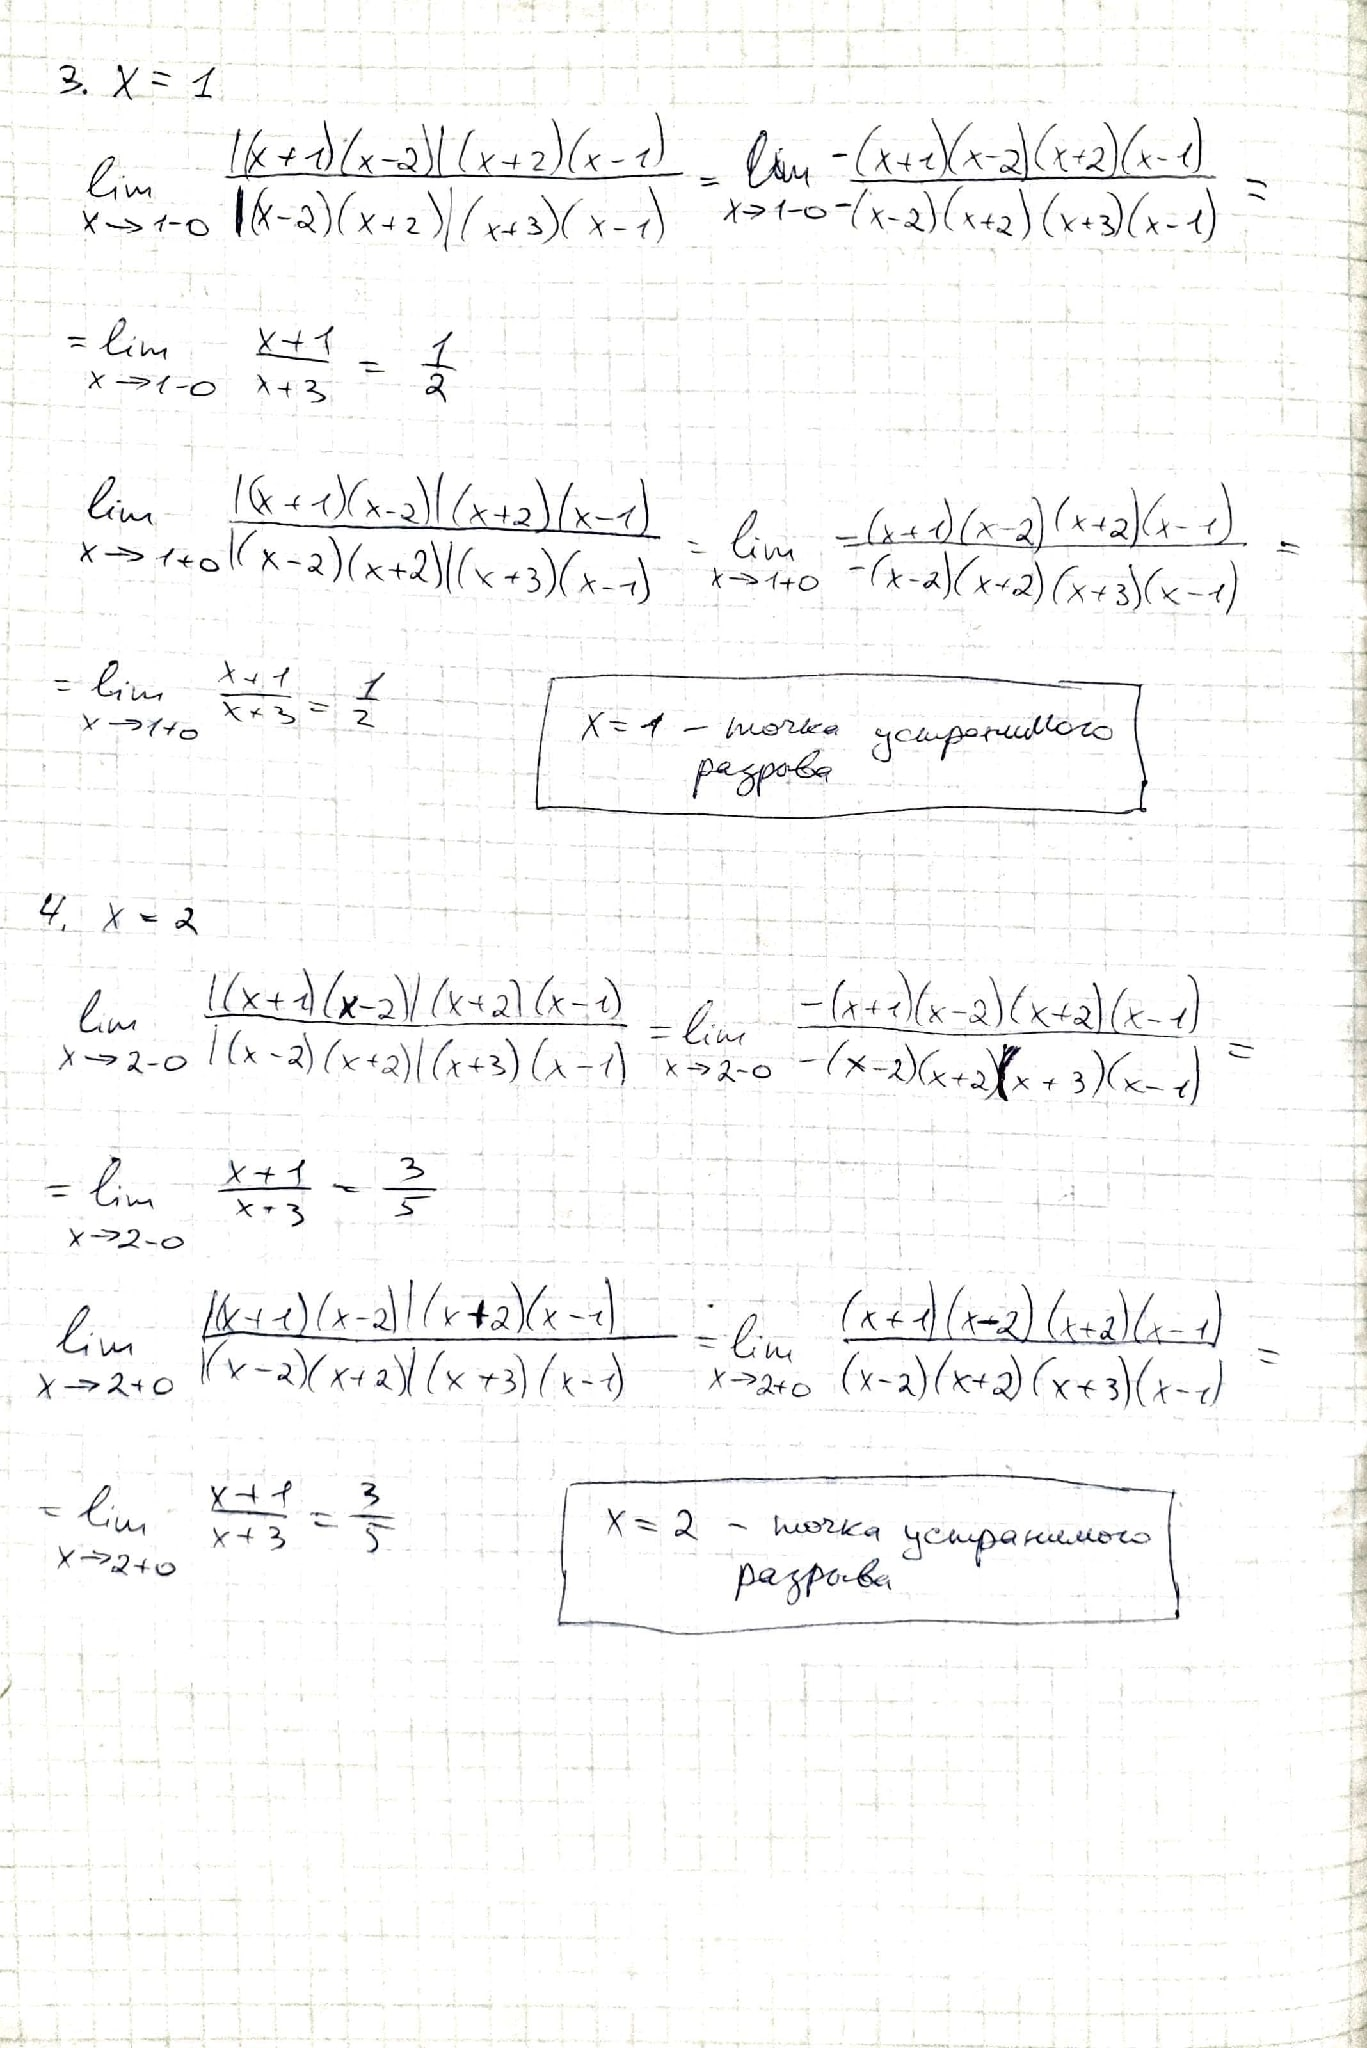 3. x = 1
lim x→1-0 |(x+1)(x-2)|(x+2)(x-1) / |(x-2)(x+2)|(x+3)(x-1) = lim x→1-0 -(x+1)(x-2)(x+2)(x-1) / -(x-2)(x+2)(x+3)(x-1) =
= lim x→1-0 x+1 / x+3 = 1/2
lim x→1+0 |(x+1)(x-2)|(x+2)(x-1) / |(x-2)(x+2)|(x+3)(x-1) = lim x→1+0 -(x+1)(x-2)(x+2)(x-1) / -(x-2)(x+2)(x+3)(x-1) =
= lim x→1+0 x+1 / x+3 = 1/2
x=1 - точка устранимого
разрыва
4. x = 2
lim x→2-0 |(x+1)(x-2)|(x+2)(x-1) / |(x-2)(x+2)|(x+3)(x-1) = lim x→2-0 -(x+1)(x-2)(x+2)(x-1) / -(x-2)(x+2)(x+3)(x-1) =
= lim x→2-0 x+1 / x+3 = 3/5
lim x→2+0 |(x+1)(x-2)|(x+2)(x-1) / |(x-2)(x+2)|(x+3)(x-1) = lim x→2+0 (x+1)(x-2)(x+2)(x-1) / (x-2)(x+2)(x+3)(x-1) =
= lim x→2+0 x+1 / x+3 = 3/5
x=2 - точка устранимого
разрыва